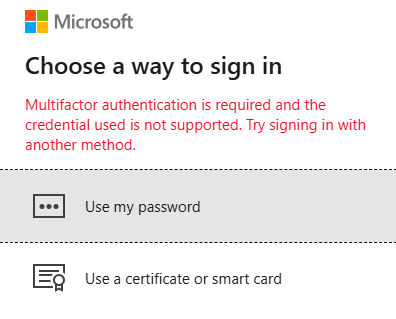 Microsoft
Choose a way to sign in
Multifactor authentication is required and the
credential used is not supported. Try signing in with
another method.
Use my password
Use a certificate or smart card